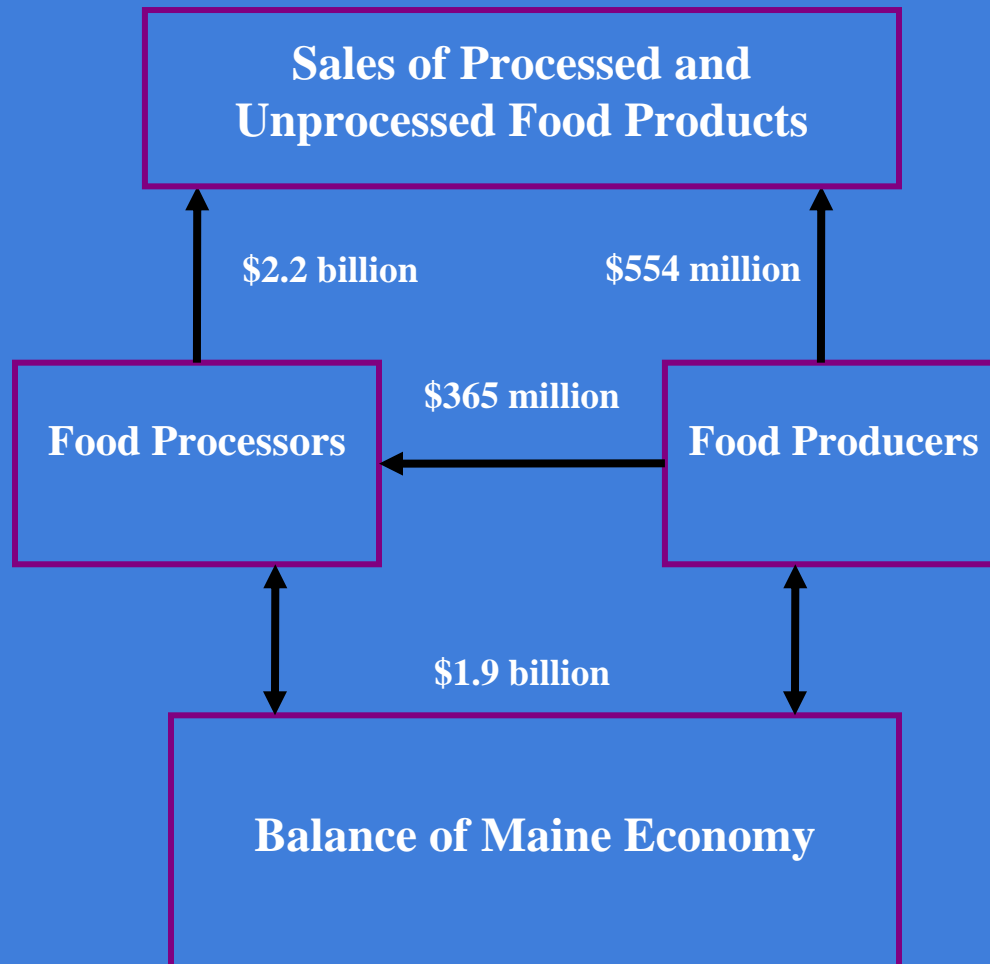 Sales of Processed and
Unprocessed Food Products
$2.2 billion
$554 million
$365 million
Food Processors
Food Producers
$1.9 billion
Balance of Maine Economy